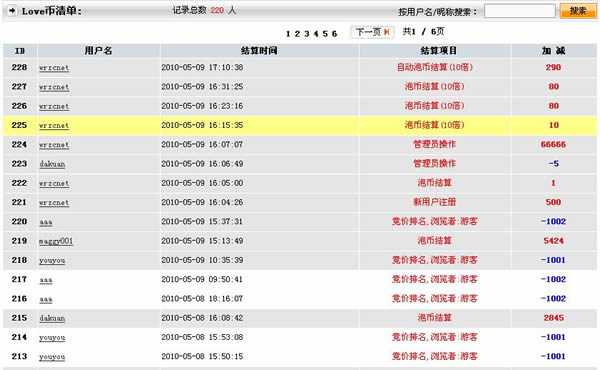 Love币清单: 记录总数 220 人 按用户名/昵称搜索: 搜索
1 2 3 4 5 6 下一页 共1 / 6页
ID 用户名 结算时间 结算项目 加 减
228 wrzcnet 2010-05-09 17:10:38 自动泡币结算(10倍) 290
227 wrzcnet 2010-05-09 16:31:25 泡币结算(10倍) 80
226 wrzcnet 2010-05-09 16:23:16 泡币结算(10倍) 80
225 wrzcnet 2010-05-09 16:15:35 泡币结算(10倍) 10
224 wrzcnet 2010-05-09 16:07:07 管理员操作 66666
223 dakuan 2010-05-09 16:06:49 管理员操作 -5
222 wrzcnet 2010-05-09 16:05:00 泡币结算 1
221 wrzcnet 2010-05-09 16:04:26 新用户注册 500
220 aaa 2010-05-09 15:37:31 竞价排名,浏览者:游客 -1002
219 maggy001 2010-05-09 15:13:49 泡币结算 5424
218 youyou 2010-05-09 10:35:39 竞价排名,浏览者:游客 -1001
217 aaa 2010-05-09 09:50:41 竞价排名,浏览者:游客 -1002
216 aaa 2010-05-08 18:16:07 竞价排名,浏览者:游客 -1002
215 dakuan 2010-05-08 16:08:42 泡币结算 2845
214 youyou 2010-05-08 15:53:08 竞价排名,浏览者:游客 -1001
213 youyou 2010-05-08 15:50:15 竞价排名,浏览者:游客 -1001